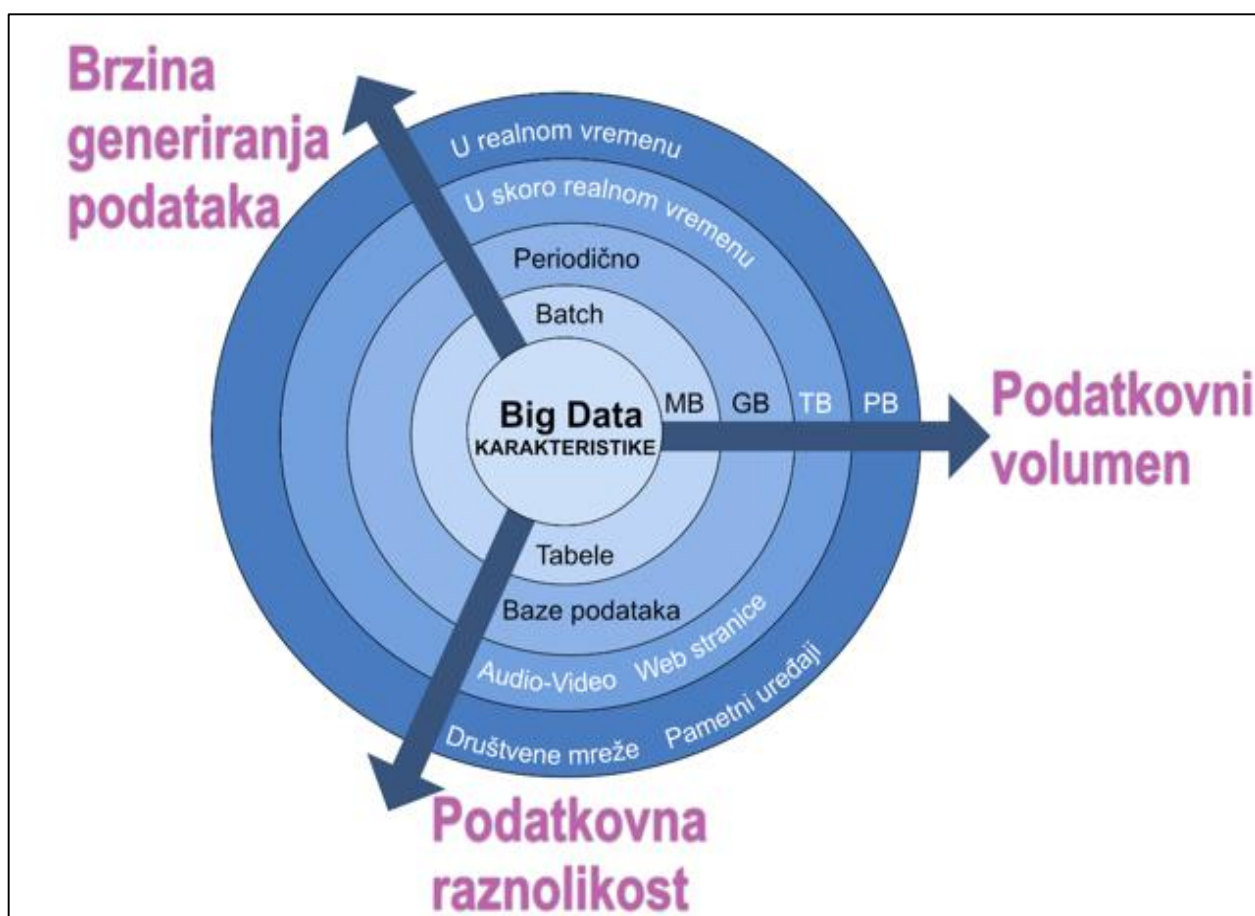 Brzina
generiranja
podataka
U realnom vremenu
U skoro realnom vremenu
Periodično
Batch
Big Data
KARAKTERISTIKE
MB GB TB PB
Podatkovni
volumen
Tabele
Baze podataka
Audio-Video Web stranice
Društvene mreže Pametni uređaji
Podatkovna
raznolikost